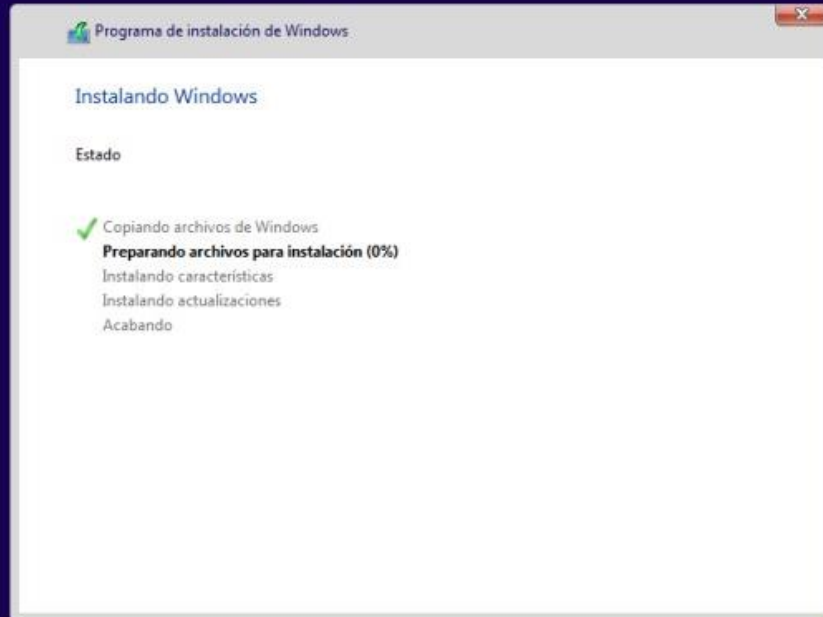 Programa de instalación de Windows
Instalando Windows
Estado
Copiando archivos de Windows
Preparando archivos para instalación (0%)
Instalando características
Instalando actualizaciones
Acabando